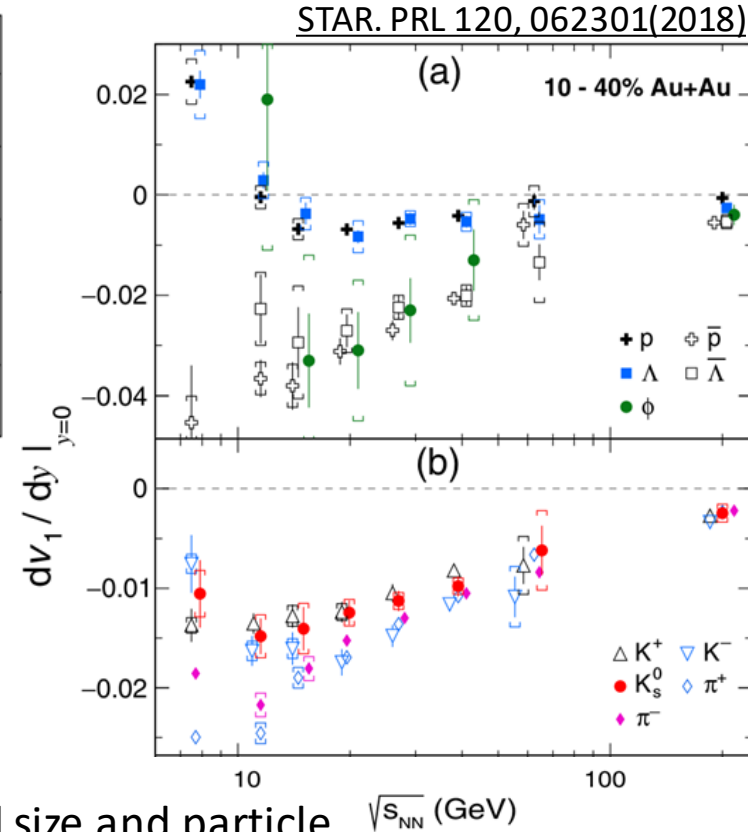 STAR. PRL 120, 062301(2018)
(a)
10 - 40% Au+Au
0.02
0
−0.02
−0.04
p p̅
Λ Λ̅
ϕ
dv₁ / dy |y=0
(b)
0
−0.01
−0.02
K⁺ K⁻
K⁰s π⁺
π⁻
10 100
√sNN (GeV)
size and particle